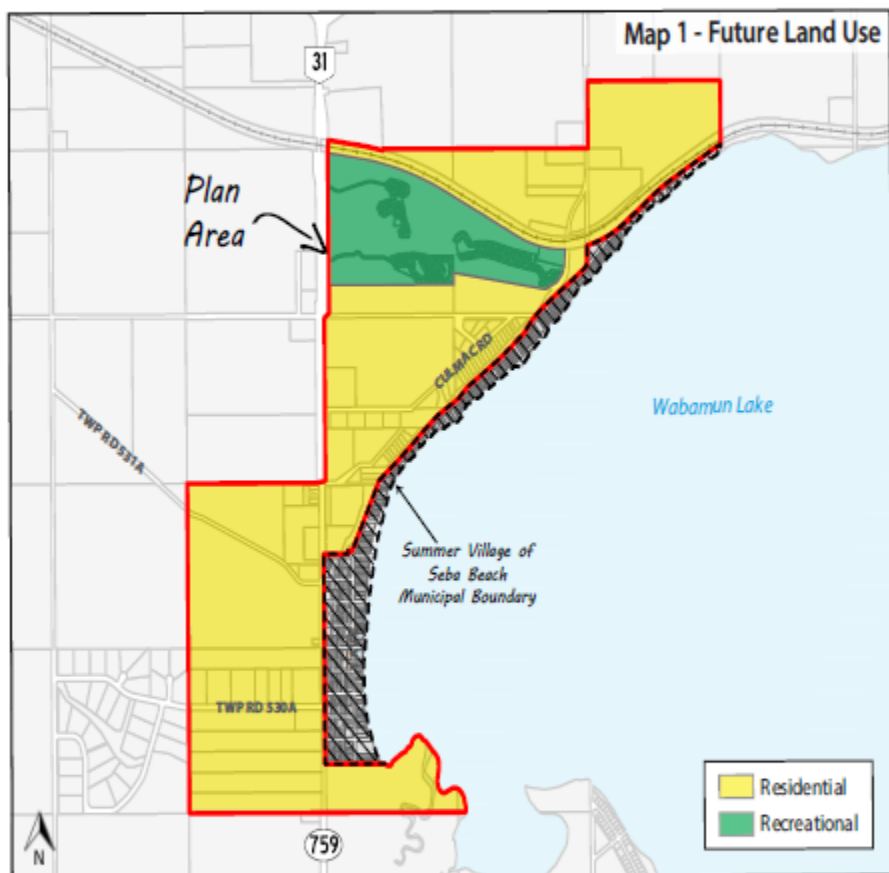 Map 1 - Future Land Use
31
Plan
Area
CULMAC RD
Wabamun Lake
TWP RD 531A
Summer Village of
Seba Beach
Municipal Boundary
TWP RD 530A
Residential
Recreational
N
759